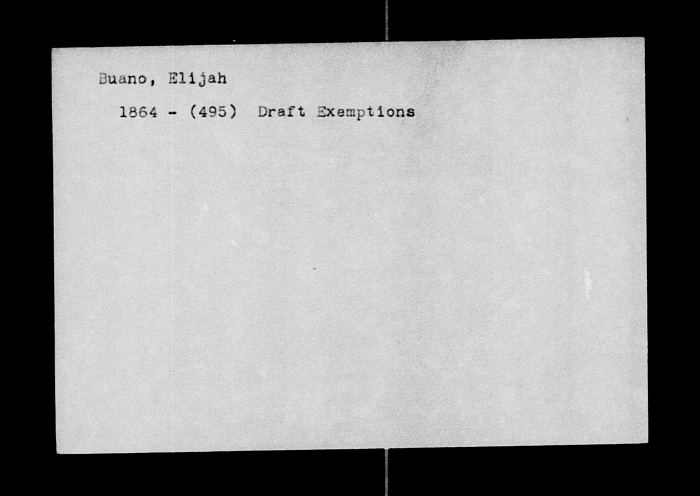 Buano, Elijah
1864 - (495) Draft Exemptions